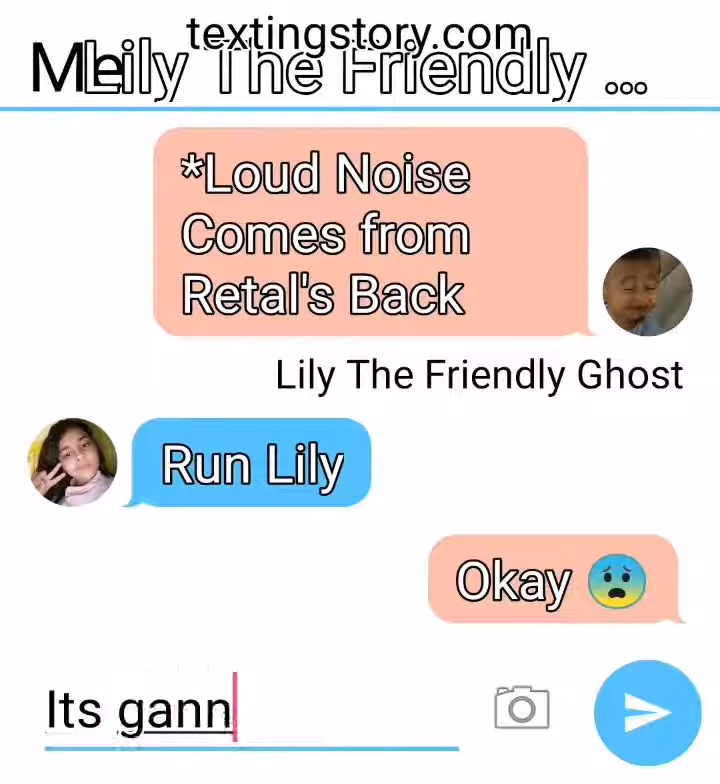 textingstory.com
Me
Lily The Friendly ...
*Loud Noise
Comes from
Retal's Back
Lily The Friendly Ghost
Run Lily
Okay 😰
Its gann